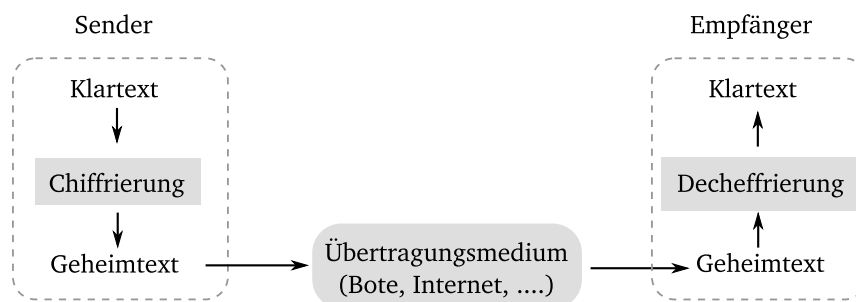 Sender
Empfänger
Klartext
Klartext
Chiffrierung
Decheffrierung
Geheimtext
Übertragungsmedium
(Bote, Internet, ....)
Geheimtext